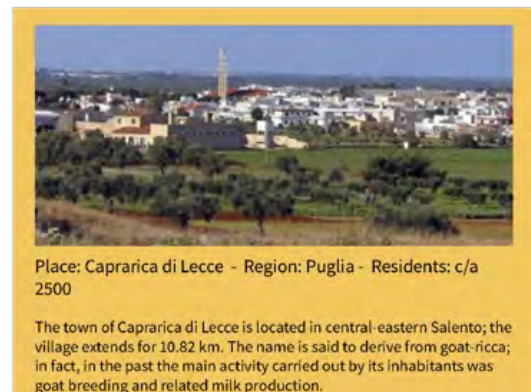 Place: Caprarica di Lecce - Region: Puglia - Residents: c/a
2500
The town of Caprarica di Lecce is located in central-eastern Salento; the
village extends for 10.82 km. The name is said to derive from goat-ricca;
in fact, in the past the main activity carried out by its inhabitants was
goat breeding and related milk production.